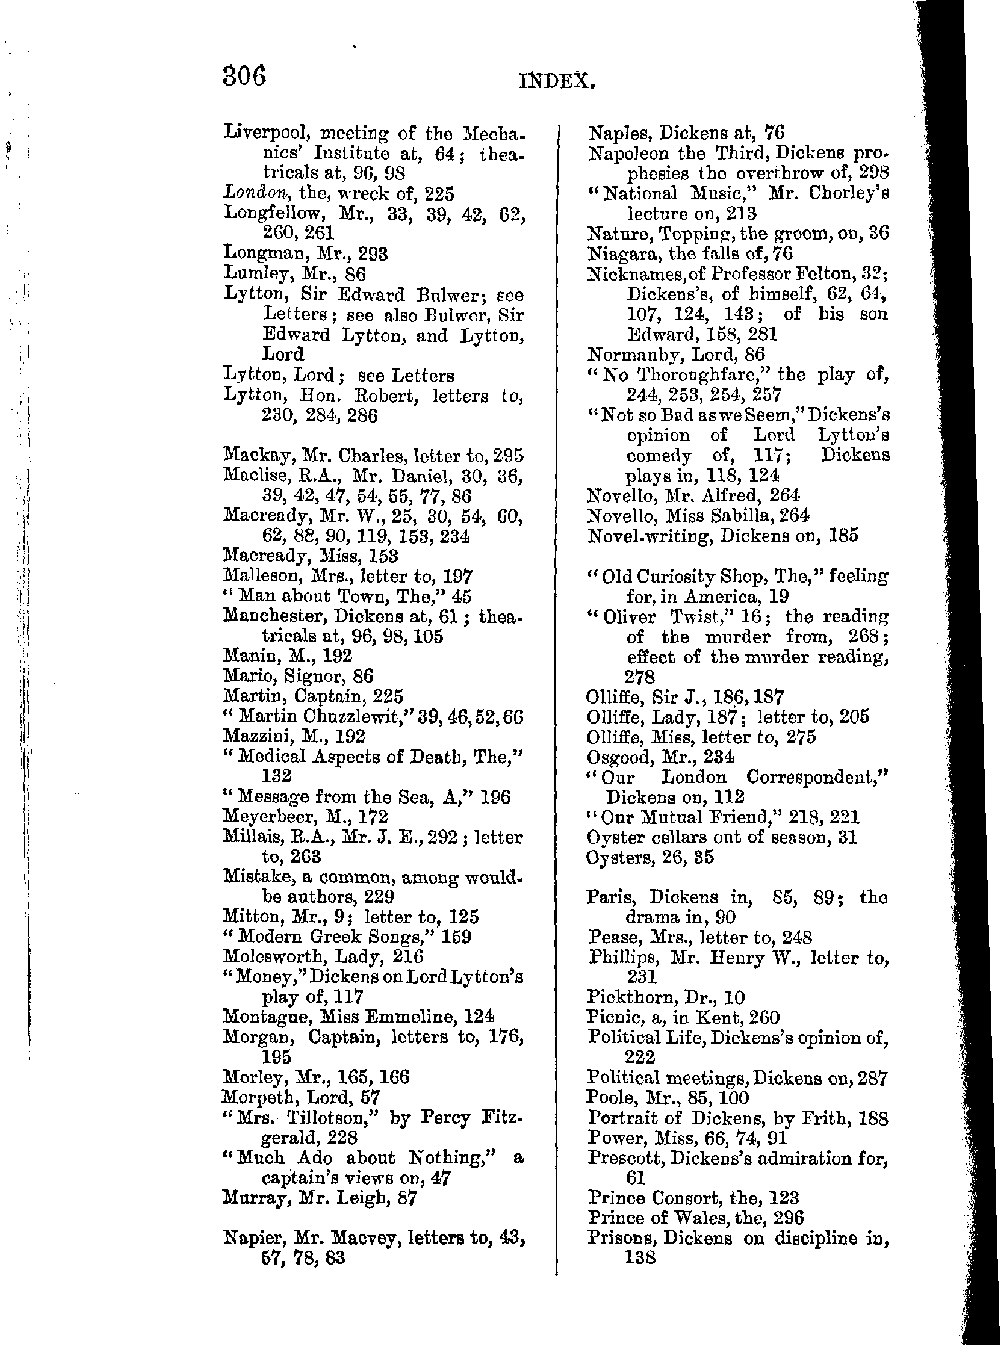 306
INDEX.
Liverpool, meeting of the Mecha-
nics' Institute at, 64; thea-
tricals at, 96, 98
London, the, wreck of, 225
Longfellow, Mr., 33, 39, 42, 62,
260, 261
Longman, Mr., 293
Lumley, Mr., 86
Lytton, Sir Edward Bulwer; see
Letters; see also Bulwer, Sir
Edward Lytton, and Lytton,
Lord
Lytton, Lord; see Letters
Lytton, Hon. Robert, letters to,
230, 284, 286
Mackay, Mr. Charles, letter to, 295
Maclise, R.A., Mr. Daniel, 30, 36,
39, 42, 47, 54, 55, 77, 86
Macready, Mr. W., 25, 30, 54, 60,
62, 88, 90, 119, 153, 234
Macready, Miss, 153
Malleson, Mrs., letter to, 197
"Man about Town, The," 45
Manchester, Dickens at, 61; thea-
tricals at, 96, 98, 105
Manin, M., 192
Mario, Signor, 86
Martin, Captain, 225
"Martin Chuzzlewit," 39, 46, 52, 66
Mazzini, M., 192
"Medical Aspects of Death, The,"
132
"Message from the Sea, A," 196
Meyerbeer, M., 172
Millais, R.A., Mr. J. E., 292; letter
to, 263
Mistake, a common, among would-
be authors, 229
Mitton, Mr., 9; letter to, 125
"Modern Greek Songs," 159
Molesworth, Lady, 216
"Money," Dickens on Lord Lytton's
play of, 117
Montague, Miss Emmeline, 124
Morgan, Captain, letters to, 176,
195
Morley, Mr., 165, 166
Morpeth, Lord, 57
"Mrs. Tillotson," by Percy Fitz-
gerald, 228
"Much Ado about Nothing," a
captain's views on, 47
Murray, Mr. Leigh, 87
Napier, Mr. Macvey, letters to, 43,
57, 78, 83
Naples, Dickens at, 76
Napoleon the Third, Dickens pro-
phesies the overthrow of, 298
"National Music," Mr. Chorley's
lecture on, 213
Nature, Topping, the groom, on, 36
Niagara, the falls of, 76
Nicknames, of Professor Felton, 32;
Dickens's, of himself, 62, 64,
107, 124, 143; of his son
Edward, 158, 281
Normanby, Lord, 86
"No Thoroughfare," the play of,
244, 253, 254, 257
"Not so Bad as we Seem," Dickens's
opinion of Lord Lytton's
comedy of, 117; Dickens
plays in, 118, 124
Novello, Mr. Alfred, 264
Novello, Miss Sabilla, 264
Novel-writing, Dickens on, 185
"Old Curiosity Shop, The," feeling
for, in America, 19
"Oliver Twist," 16; the reading
of the murder from, 268;
effect of the murder reading,
278
Olliffe, Sir J., 186, 187
Olliffe, Lady, 187; letter to, 205
Olliffe, Miss, letter to, 275
Osgood, Mr., 234
"Our London Correspondent,"
Dickens on, 112
"Our Mutual Friend," 218, 221
Oyster cellars out of season, 31
Oysters, 26, 35
Paris, Dickens in, 85, 89; the
drama in, 90
Pease, Mrs., letter to, 248
Phillips, Mr. Henry W., letter to,
231
Pickthorn, Dr., 10
Picnic, a, in Kent, 260
Political Life, Dickens's opinion of,
222
Political meetings, Dickens on, 287
Poole, Mr., 85, 100
Portrait of Dickens, by Frith, 188
Power, Miss, 66, 74, 91
Prescott, Dickens's admiration for,
61
Prince Consort, the, 123
Prince of Wales, the, 296
Prisons, Dickens on discipline in,
138